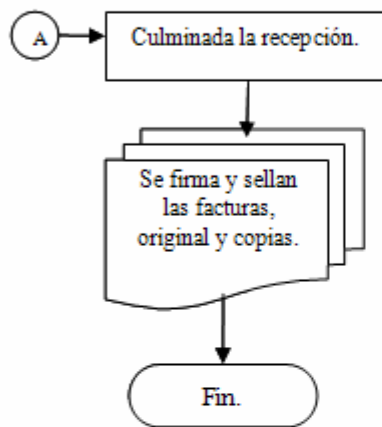 A
Culminada la recepción.
Se firma y sellan
las facturas,
original y copias.
Fin.